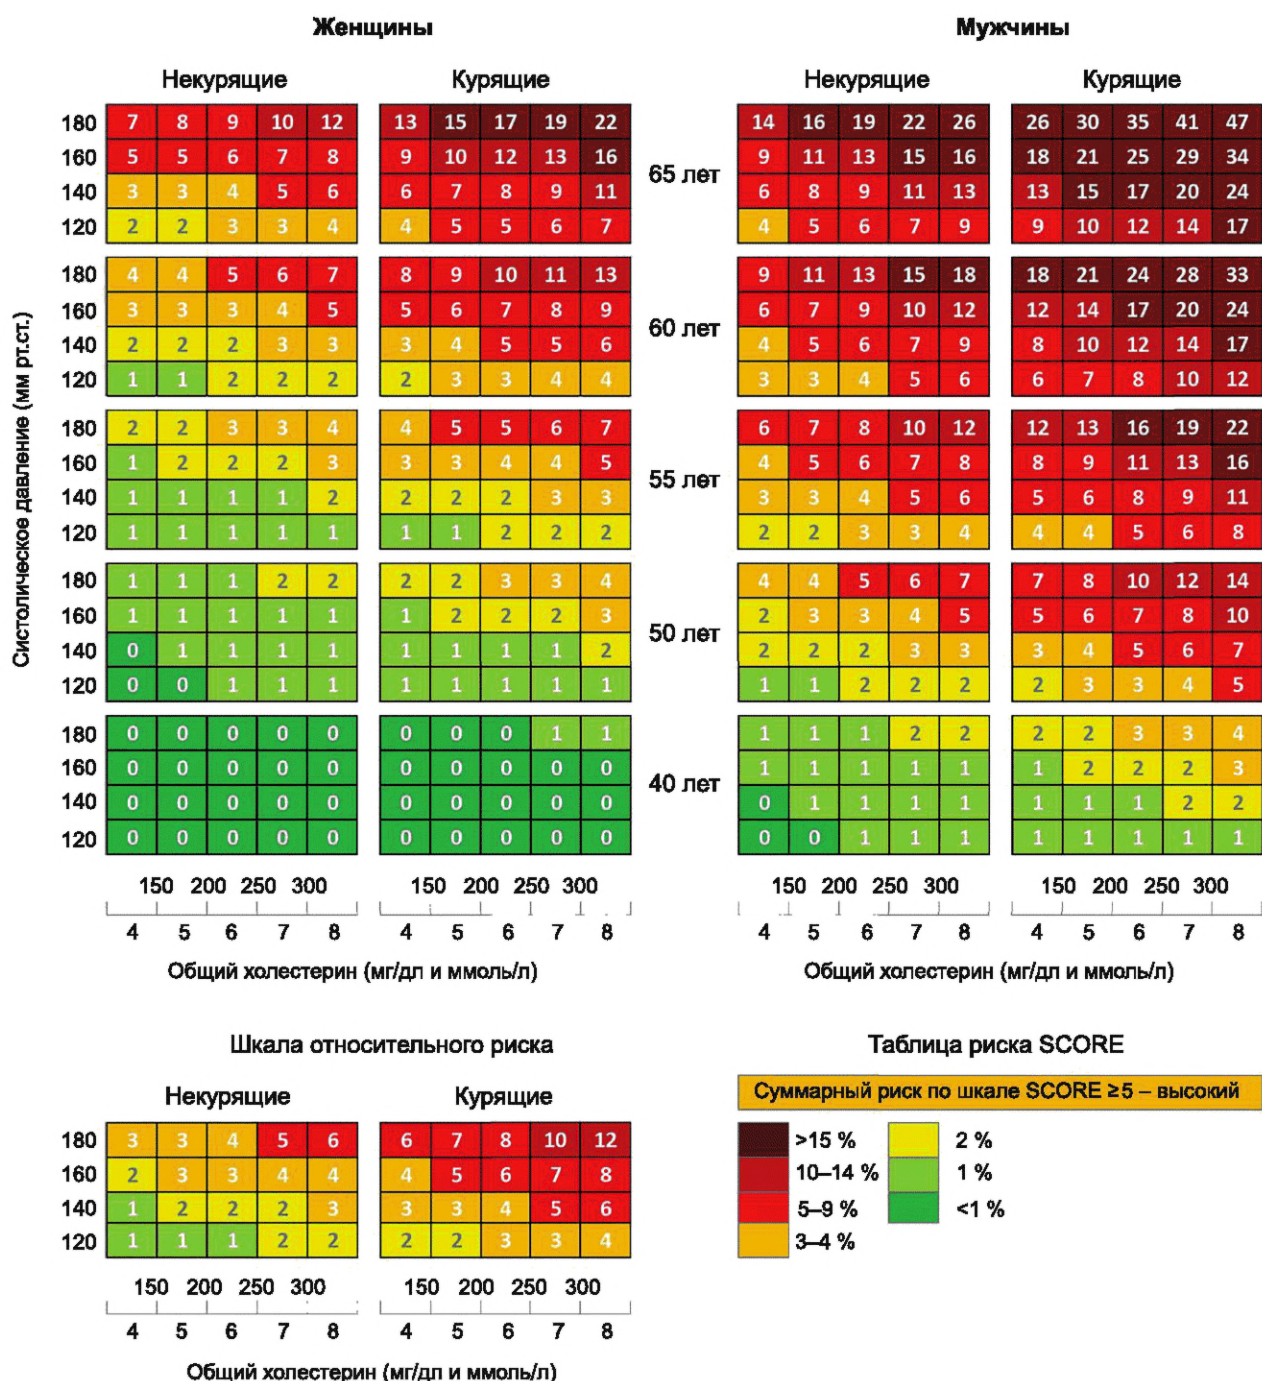 Женщины Мужчины
Некурящие Курящие Некурящие Курящие
180 7 8 9 10 12 13 15 17 19 22 14 16 19 22 26 26 30 35 41 47
160 5 5 6 7 8 9 10 12 13 16 9 11 13 15 16 18 21 25 29 34
65 лет
140 3 3 4 5 6 6 7 8 9 11 6 8 9 11 13 13 15 17 20 24
120 2 2 3 3 4 4 5 5 6 7 4 5 6 7 9 9 10 12 14 17
180 4 4 5 6 7 8 9 10 11 13 9 11 13 15 18 18 21 24 28 33
160 3 3 3 4 5 5 6 7 8 9 6 7 9 10 12 12 14 17 20 24
60 лет
140 2 2 2 3 3 3 4 5 5 6 4 5 6 7 9 8 10 12 14 17
120 1 1 2 2 2 2 3 3 4 4 3 3 4 5 6 6 7 8 10 12
180 2 2 3 3 4 4 5 5 6 7 6 7 8 10 12 12 13 16 19 22
160 1 2 2 2 3 3 3 4 4 5 4 5 6 7 8 8 9 11 13 16
55 лет
140 1 1 1 1 2 2 2 2 3 3 3 3 4 5 6 5 6 8 9 11
120 1 1 1 1 1 1 1 2 2 2 2 2 3 3 4 4 4 5 6 8
180 1 1 1 2 2 2 2 3 3 4 4 4 5 6 7 7 8 10 12 14
160 1 1 1 1 1 1 2 2 2 3 2 3 3 4 5 5 6 7 8 10
50 лет
140 0 1 1 1 1 1 1 1 1 2 2 2 2 3 3 3 4 5 6 7
120 0 0 1 1 1 1 1 1 1 1 1 1 2 2 2 2 3 3 4 5
180 0 0 0 0 0 0 0 0 1 1 1 1 1 2 2 2 2 3 3 4
160 0 0 0 0 0 0 0 0 0 0 1 1 1 1 1 1 2 2 2 3
40 лет
140 0 0 0 0 0 0 0 0 0 0 0 1 1 1 1 1 1 1 2 2
120 0 0 0 0 0 0 0 0 0 0 0 0 1 1 1 1 1 1 1 1
Систолическое давление (мм рт.ст.)
150 200 250 300 150 200 250 300 150 200 250 300 150 200 250 300
4 5 6 7 8 4 5 6 7 8 4 5 6 7 8 4 5 6 7 8
Общий холестерин (мг/дл и ммоль/л) Общий холестерин (мг/дл и ммоль/л)
Шкала относительного риска
Некурящие Курящие
180 3 3 4 5 6 6 7 8 10 12
160 2 3 3 4 4 4 5 6 7 8
140 1 2 2 2 3 3 3 4 5 6
120 1 1 1 2 2 2 2 3 3 4
150 200 250 300 150 200 250 300
4 5 6 7 8 4 5 6 7 8
Общий холестерин (мг/дл и ммоль/л)
Таблица риска SCORE
Суммарный риск по шкале SCORE ≥5 – высокий
>15 % 2 %
10–14 % 1 %
5–9 % <1 %
3–4 %